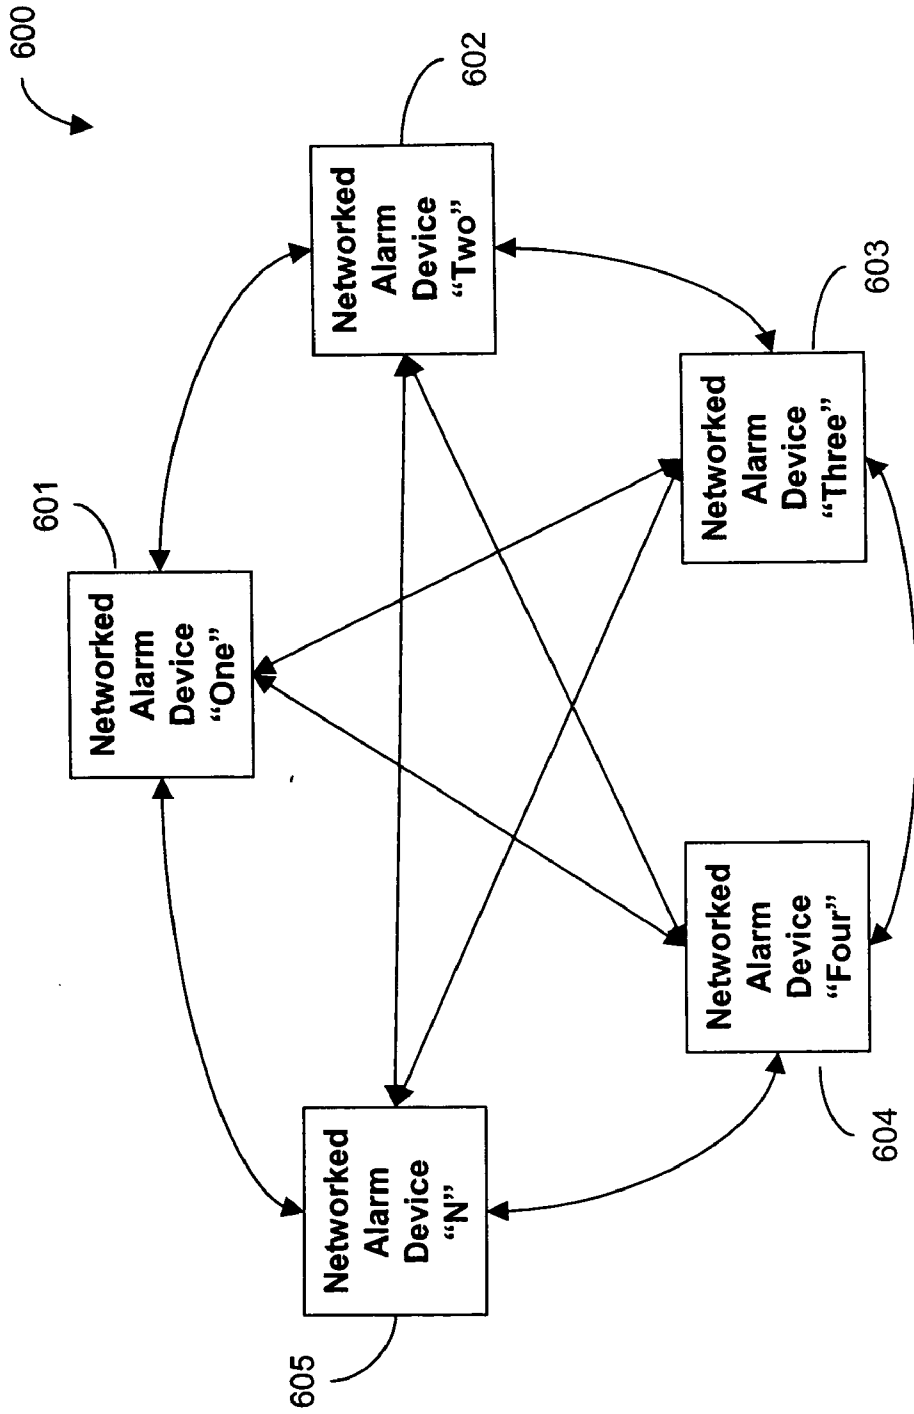 600
601
Networked
Alarm
Device
“One”
602
Networked
Alarm
Device
“Two”
603
Networked
Alarm
Device
“Three”
604
Networked
Alarm
Device
“Four”
605
Networked
Alarm
Device
“N”